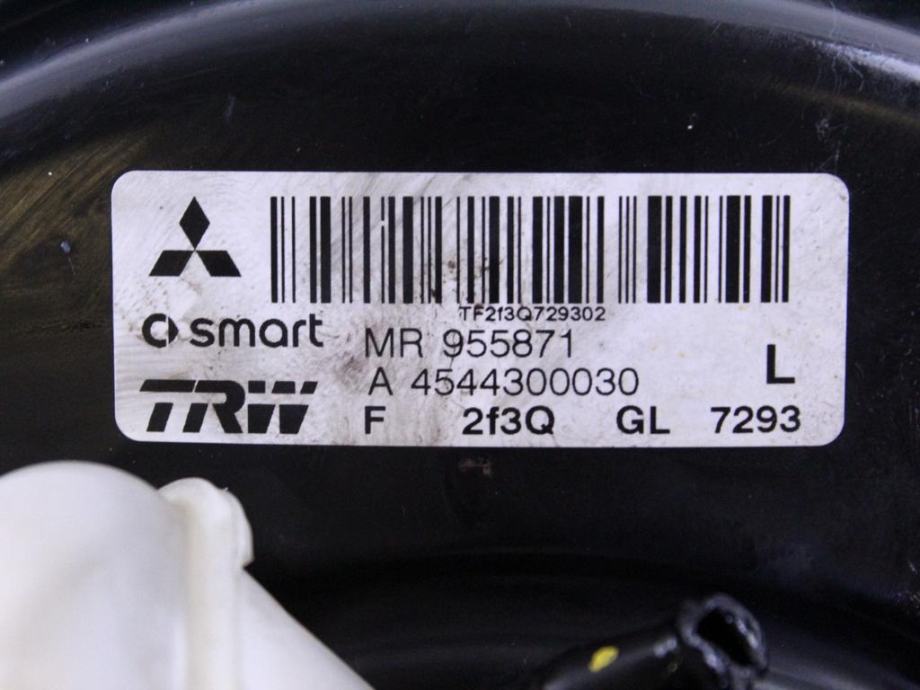 TF2f3Q729302
smart MR 955871
L
A 4544300030
TRW F 2f3Q GL 7293